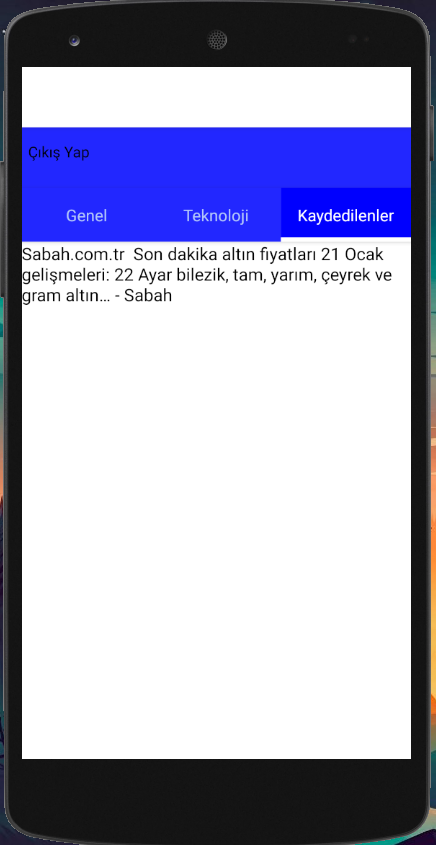 Çıkış Yap
Genel Teknoloji Kaydedilenler
Sabah.com.tr  Son dakika altın fiyatları 21 Ocak
gelişmeleri: 22 Ayar bilezik, tam, yarım, çeyrek ve
gram altın... - Sabah